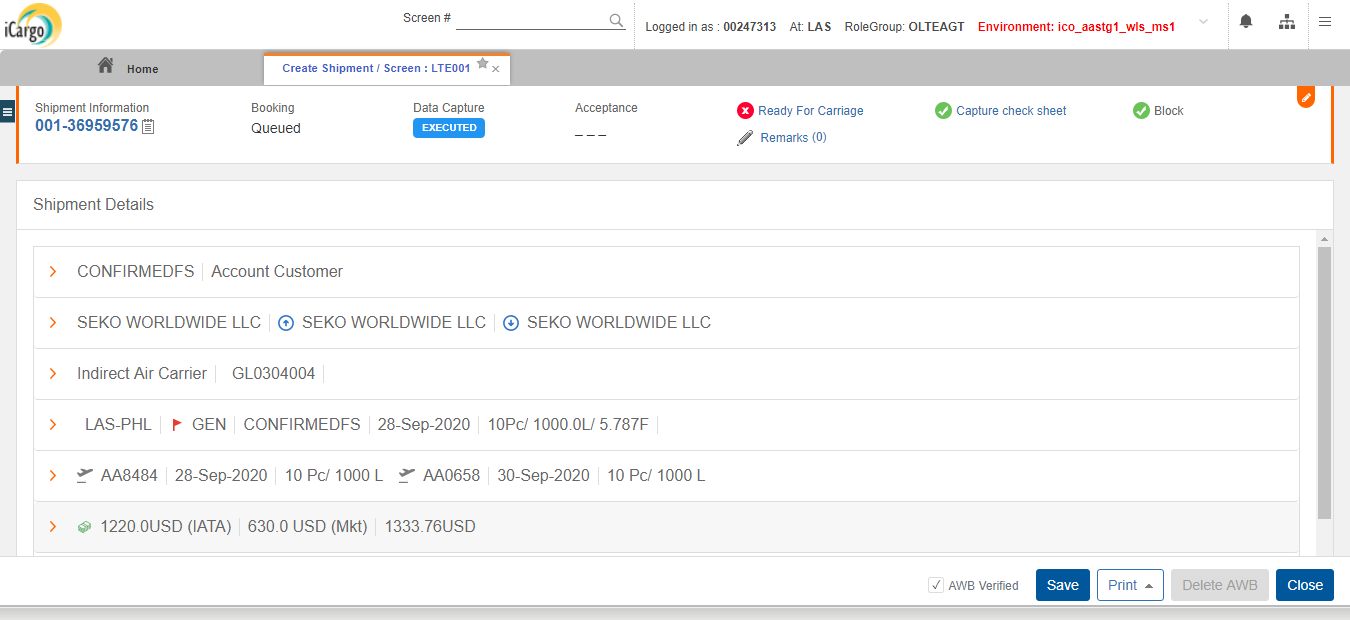 iCargo
Screen #
Logged in as : 00247313 At: LAS RoleGroup: OLTEAGT Environment: ico_aastg1_wls_ms1
Home
Create Shipment / Screen : LTE001
Shipment Information Booking Data Capture Acceptance Ready For Carriage Capture check sheet Block
001-36959576 Queued EXECUTED _ _ _ Remarks (0)
Shipment Details
CONFIRMEDFS Account Customer
SEKO WORLDWIDE LLC SEKO WORLDWIDE LLC SEKO WORLDWIDE LLC
Indirect Air Carrier GL0304004
LAS-PHL GEN CONFIRMEDFS 28-Sep-2020 10Pc/ 1000.0L/ 5.787F
AA8484 28-Sep-2020 10 Pc/ 1000 L AA0658 30-Sep-2020 10 Pc/ 1000 L
1220.0USD (IATA) 630.0 USD (Mkt) 1333.76USD
AWB Verified Save Print Delete AWB Close